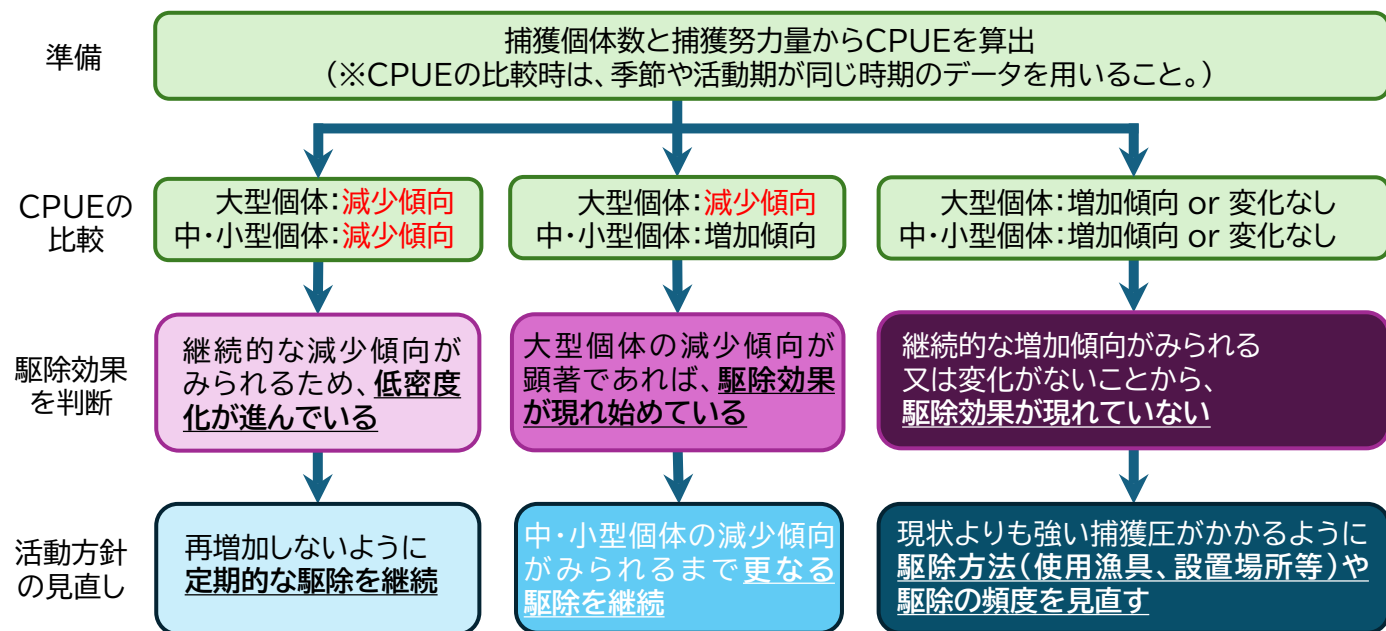 準備
捕獲個体数と捕獲努力量からCPUEを算出
（※CPUEの比較時は、季節や活動期が同じ時期のデータを用いること。）
CPUEの
比較
大型個体：減少傾向
中・小型個体：減少傾向
大型個体：減少傾向
中・小型個体：増加傾向
大型個体：増加傾向 or 変化なし
中・小型個体：増加傾向 or 変化なし
駆除効果
を判断
継続的な減少傾向が
みられるため、低密度
化が進んでいる
大型個体の減少傾向が
顕著であれば、駆除効果
が現れ始めている
継続的な増加傾向がみられる
又は変化がないことから、
駆除効果が現れていない
活動方針
の見直し
再増加しないように
定期的な駆除を継続
中・小型個体の減少傾向
がみられるまで更なる
駆除を継続
現状よりも強い捕獲圧がかかるように
駆除方法（使用漁具、設置場所等）や
駆除の頻度を見直す